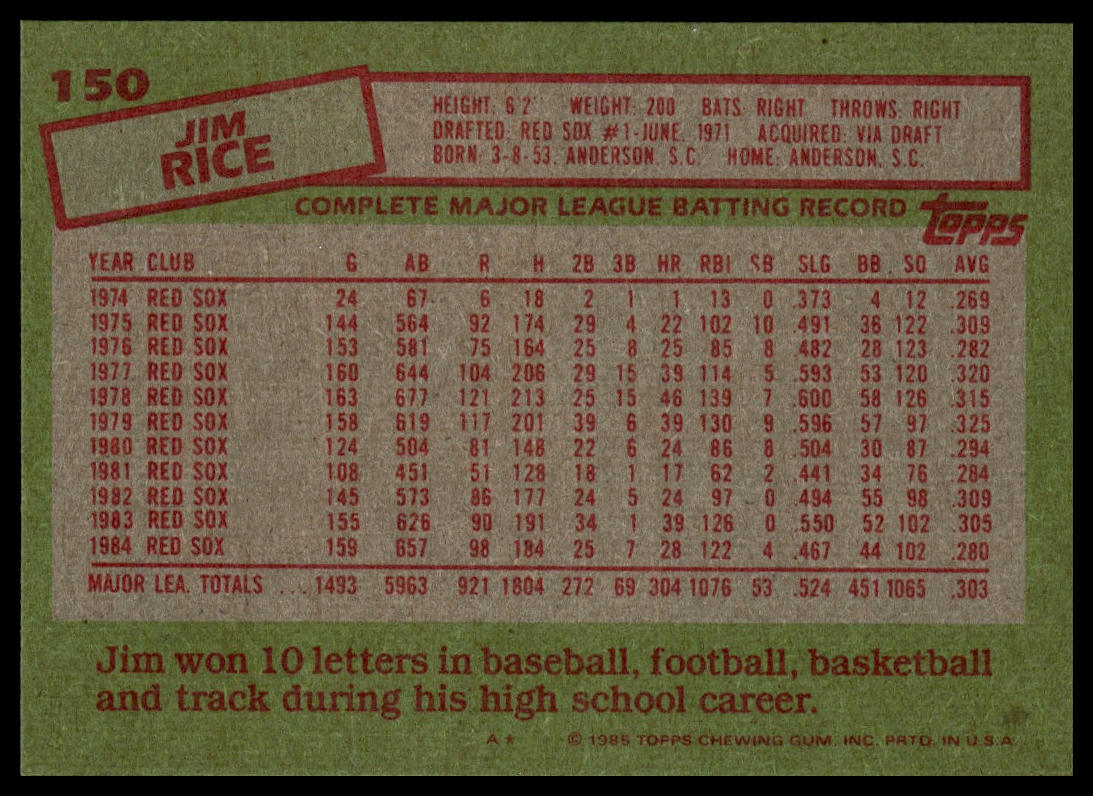 150
JIM
RICE
HEIGHT: 6'2" WEIGHT: 200 BATS: RIGHT THROWS: RIGHT
DRAFTED: RED SOX #1-JUNE, 1971 ACQUIRED: VIA DRAFT
BORN: 3-8-53, ANDERSON, S.C. HOME: ANDERSON, S.C.
COMPLETE MAJOR LEAGUE BATTING RECORD
topps
YEAR CLUB G AB R H 2B 3B HR RBI SB SLG BB SO AVG
1974 RED SOX 24 67 6 18 2 1 1 13 0 .373 4 12 .269
1975 RED SOX 144 564 92 174 29 4 22 102 10 .491 36 122 .309
1976 RED SOX 153 581 75 164 25 8 25 85 8 .482 28 123 .282
1977 RED SOX 160 644 104 206 29 15 39 114 5 .593 53 120 .320
1978 RED SOX 163 677 121 213 25 15 46 139 7 .600 58 126 .315
1979 RED SOX 158 619 117 201 39 6 39 130 9 .596 57 97 .325
1980 RED SOX 124 504 81 148 22 6 24 86 8 .504 30 87 .294
1981 RED SOX 108 451 51 128 18 1 17 62 2 .441 34 76 .284
1982 RED SOX 145 573 86 177 24 5 24 97 0 .494 55 98 .309
1983 RED SOX 155 626 90 191 34 1 39 126 0 .550 52 102 .305
1984 RED SOX 159 657 98 184 25 7 28 122 4 .467 44 102 .280
MAJOR LEA. TOTALS ... 1493 5963 921 1804 272 69 304 1076 53 .524 451 1065 .303
Jim won 10 letters in baseball, football, basketball
and track during his high school career.
A* © 1985 TOPPS CHEWING GUM, INC. PRTD. IN U.S.A.